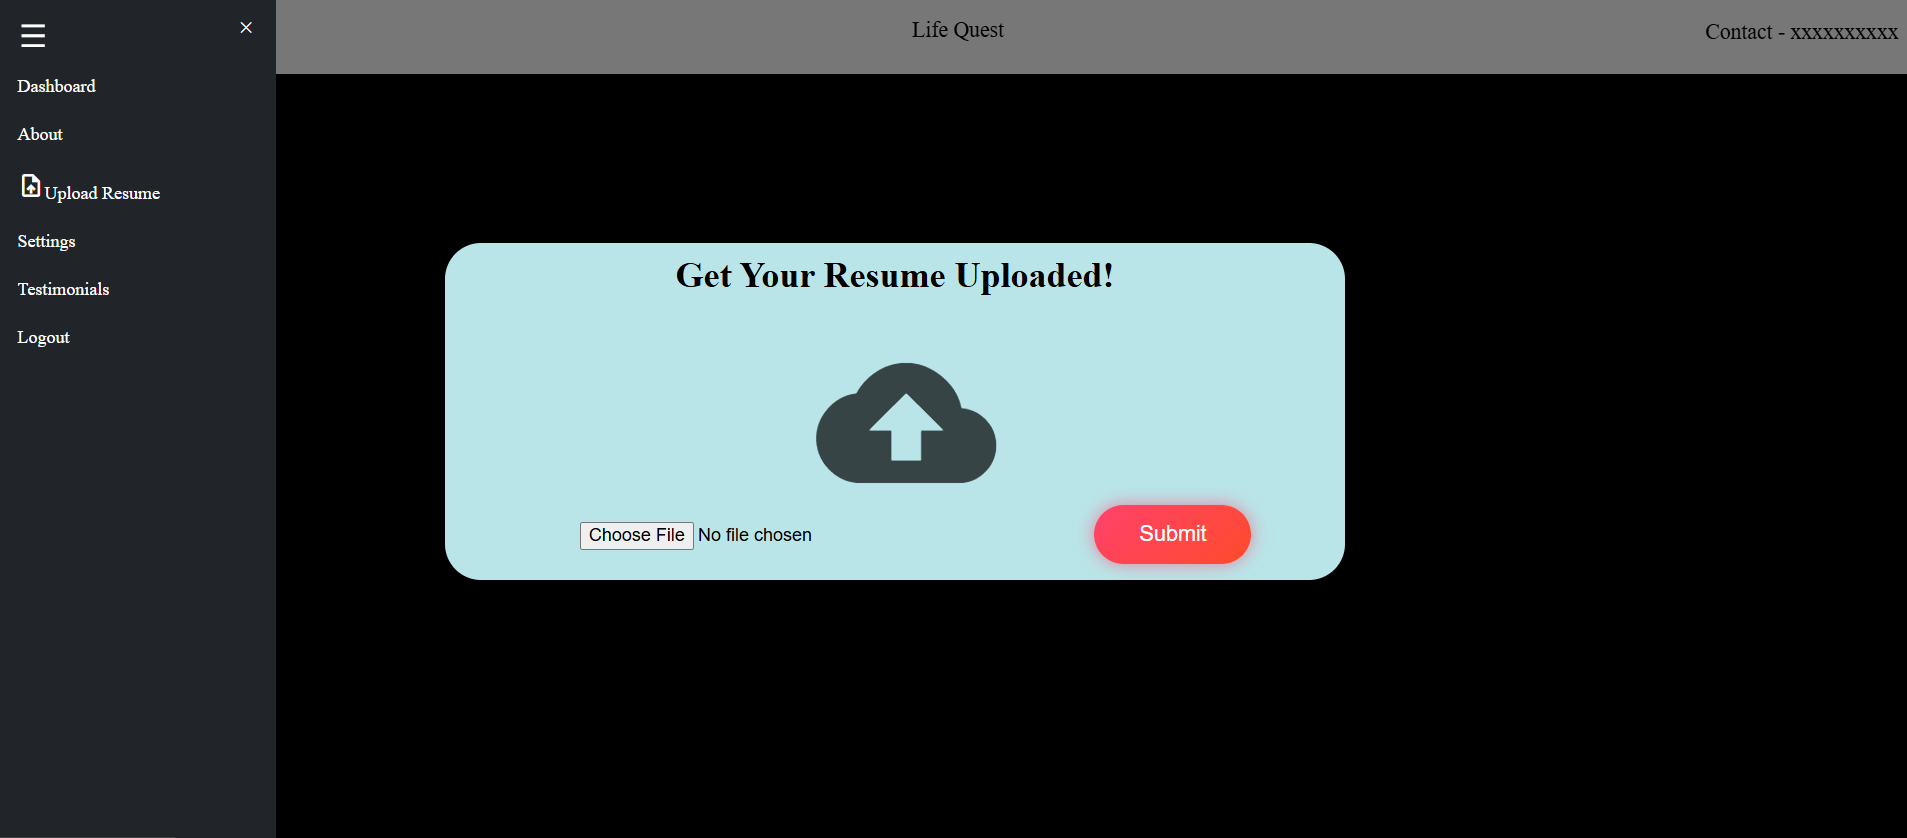 Life Quest
Contact - xxxxxxxxxx
Dashboard
About
Upload Resume
Settings
Testimonials
Logout
Get Your Resume Uploaded!
Choose File No file chosen
Submit